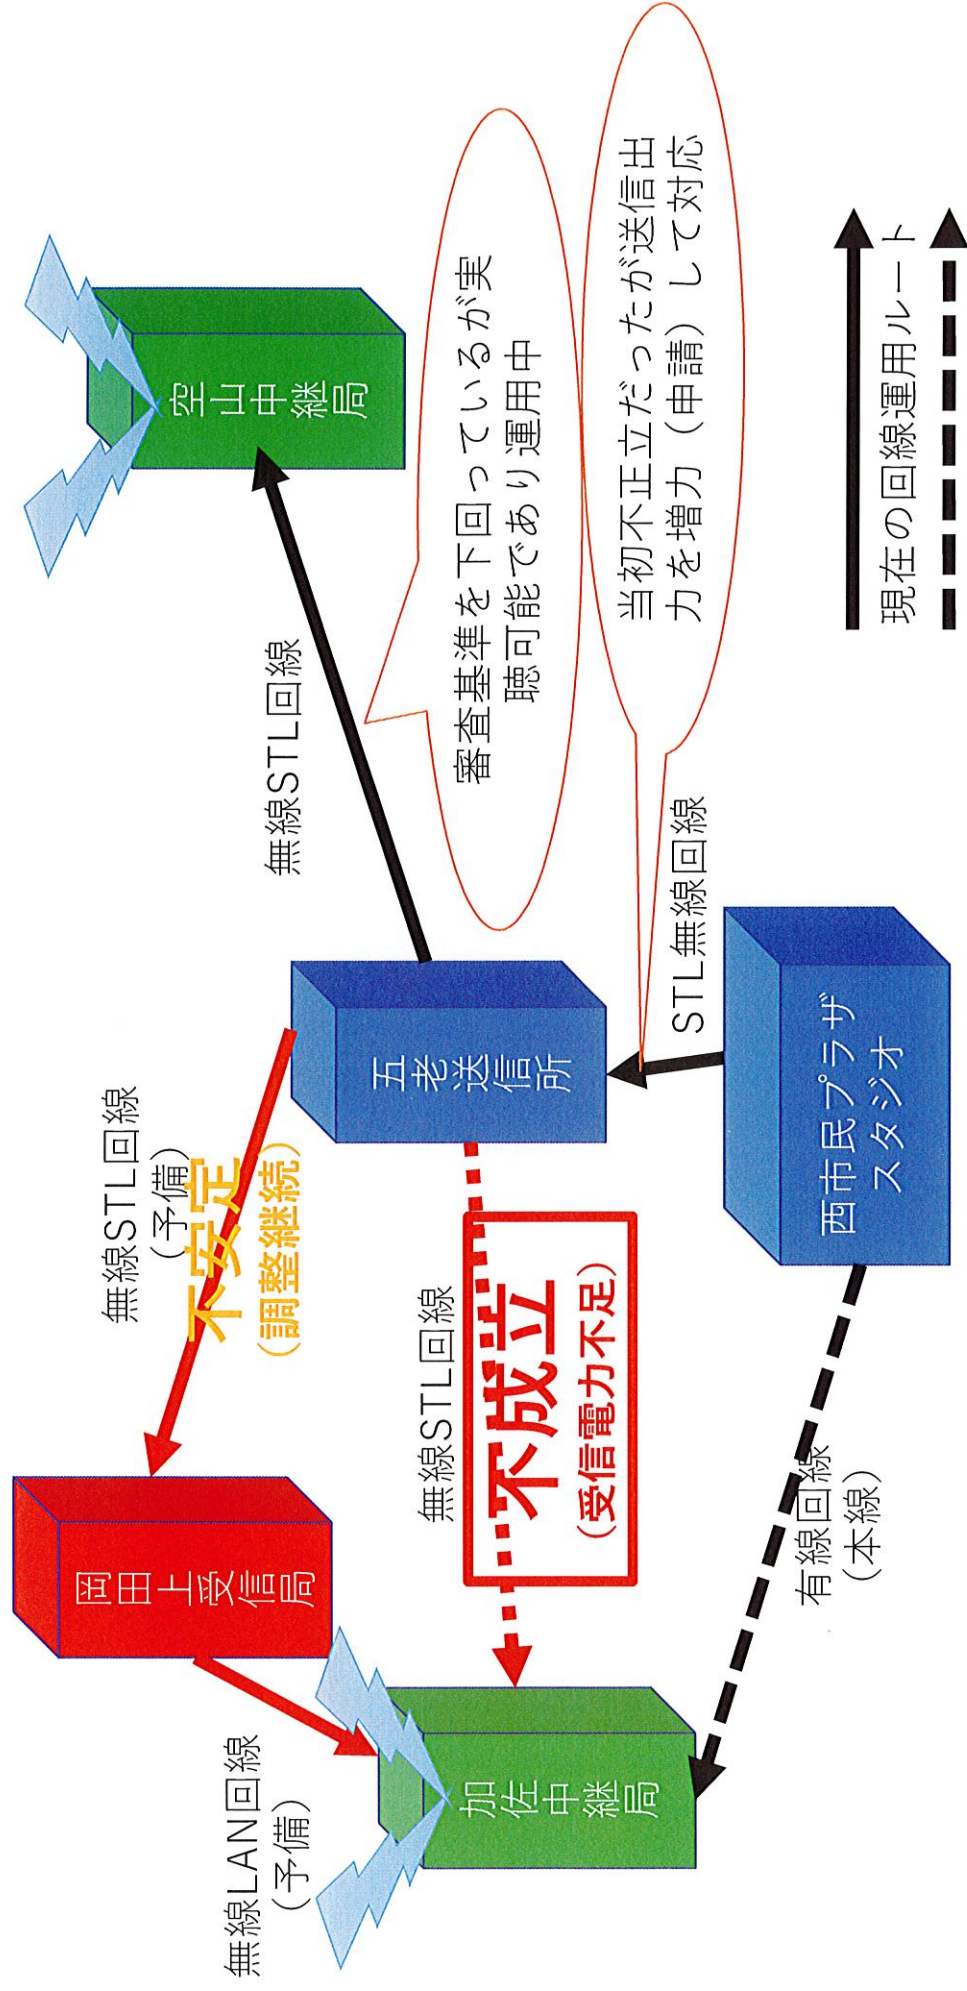 無線LAN回線
(予備)
岡田上受信局
無線STL回線
(予備)
不安定
(調整継続)
無線STL回線
空山中継局
加佐中継局
無線STL回線
不成立
(受信電力不足)
五老送信所
審査基準を下回っているが実
聴可能であり運用中
STL無線回線
当初不正立だったが送信出
力を増力（申請）して対応
有線回線
(本線)
西市民プラザ
スタジオ
現在の回線運用ルート